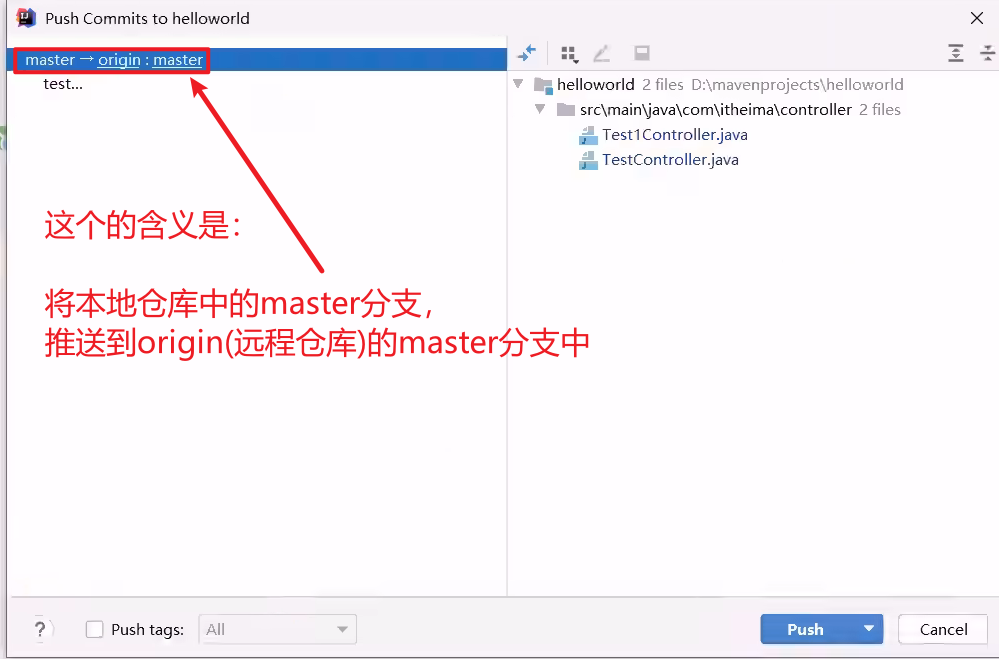 Push Commits to helloworld
master → origin : master
test...
helloworld 2 files D:\mavenprojects\helloworld
src\main\java\com\itheima\controller 2 files
Test1Controller.java
TestController.java
这个的含义是：
将本地仓库中的master分支，
推送到origin(远程仓库)的master分支中
? Push tags: All Push Cancel